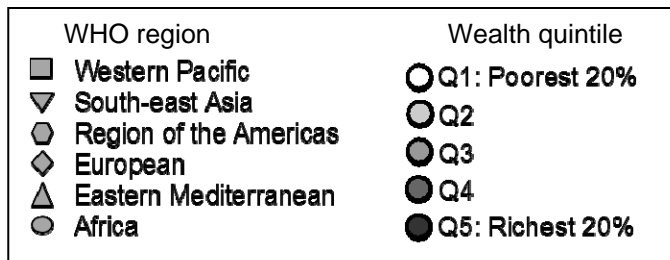 WHO region
Western Pacific
South-east Asia
Region of the Americas
European
Eastern Mediterranean
Africa
Wealth quintile
Q1: Poorest 20%
Q2
Q3
Q4
Q5: Richest 20%